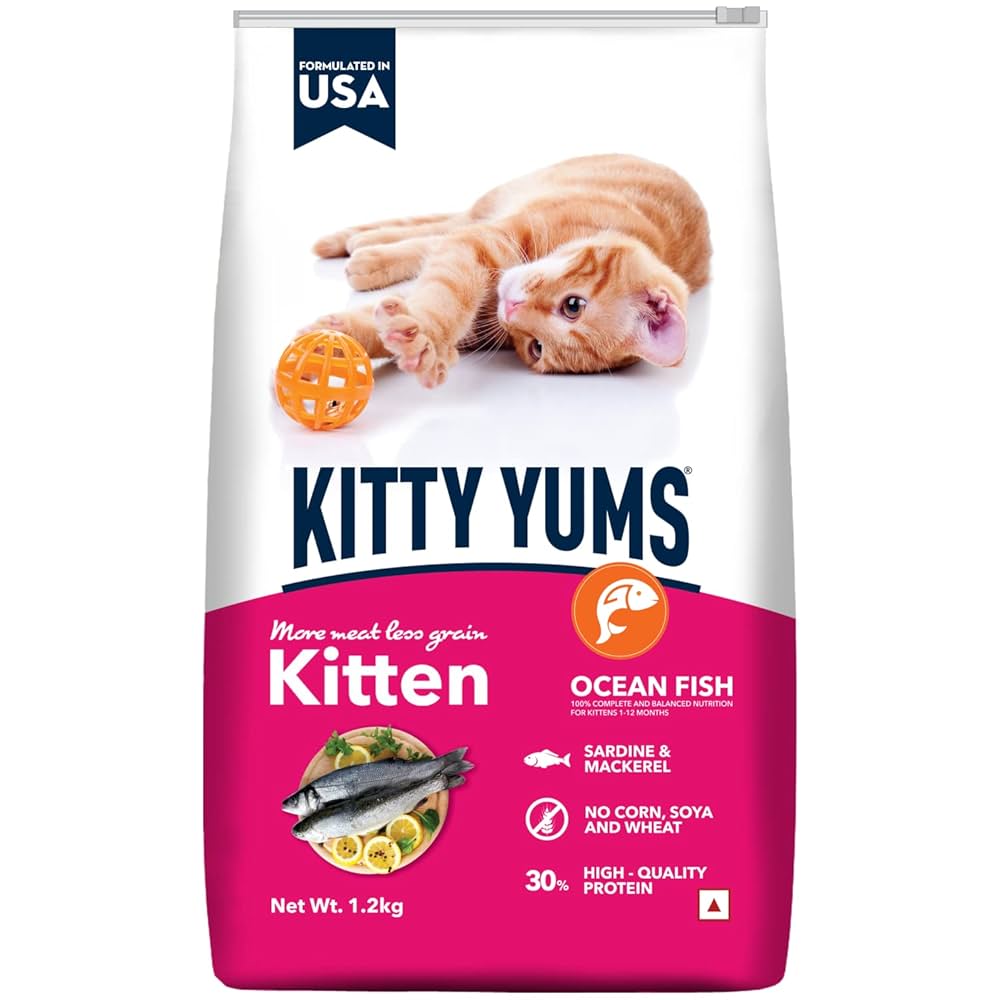 FORMULATED IN
USA
KITTY YUMS®
More meat less grain
Kitten
OCEAN FISH
100% COMPLETE AND BALANCED NUTRITION
FOR KITTENS 1-12 MONTHS
SARDINE &
MACKEREL
NO CORN, SOYA
AND WHEAT
30% HIGH - QUALITY
PROTEIN
Net Wt. 1.2kg